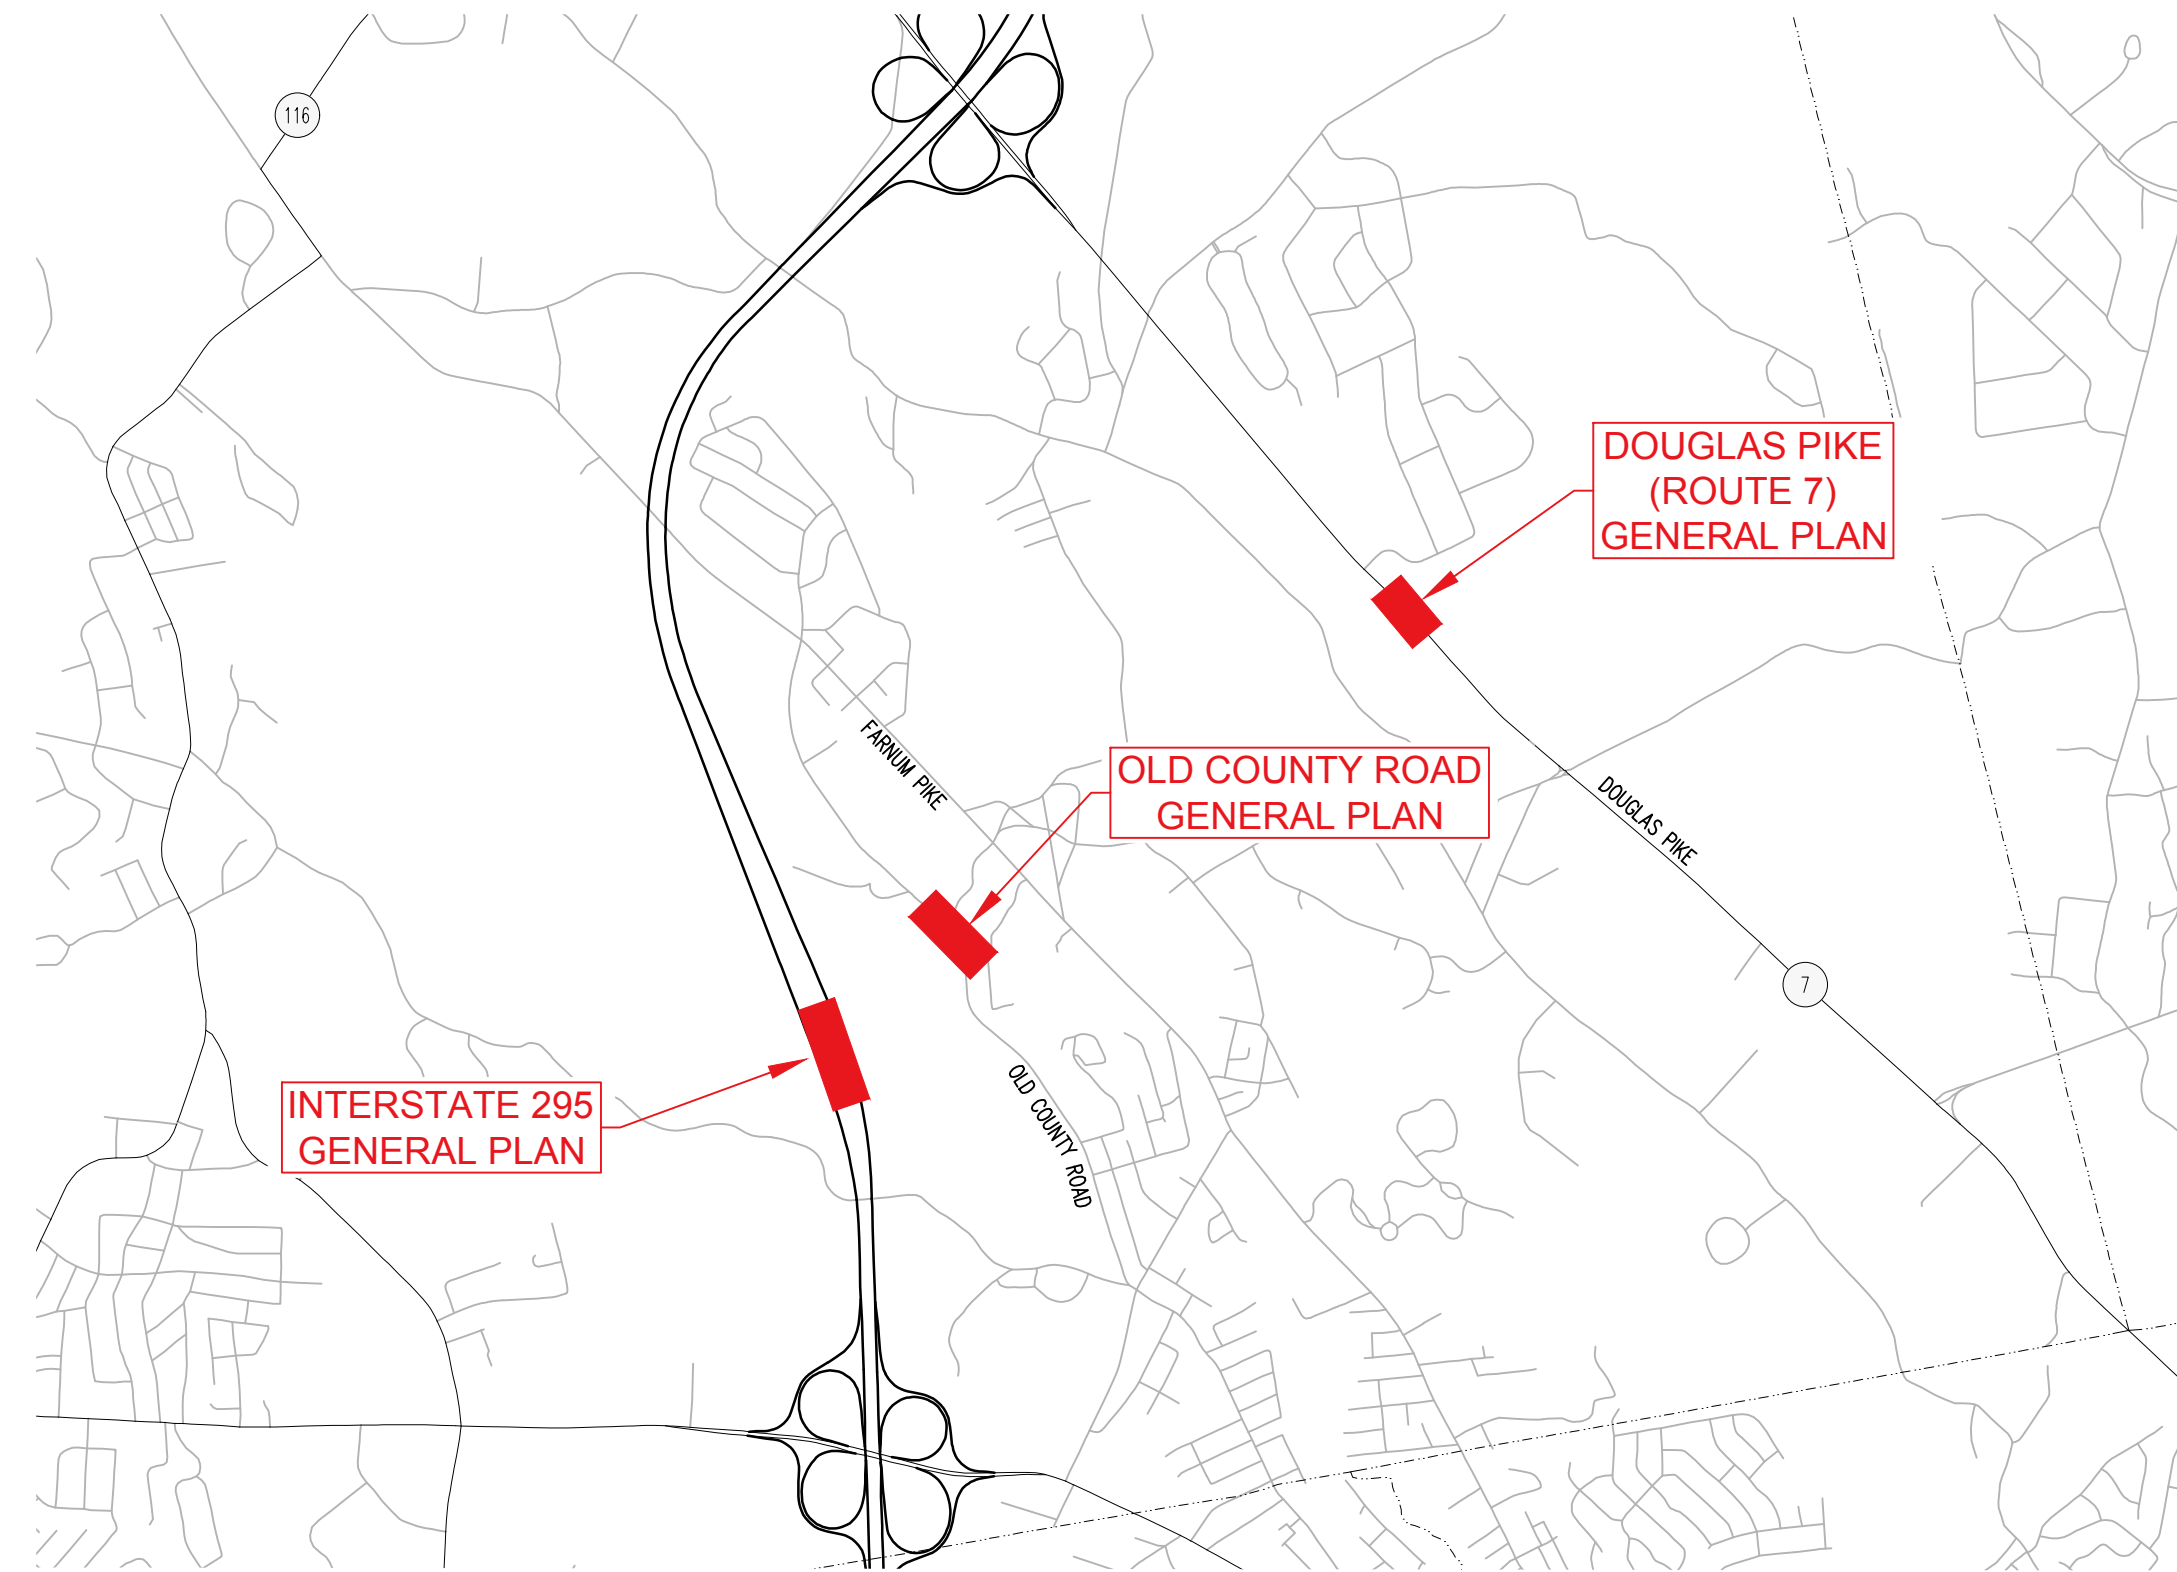 116
DOUGLAS PIKE
(ROUTE 7)
GENERAL PLAN
FARNUM PIKE
OLD COUNTY ROAD
GENERAL PLAN
DOUGLAS PIKE
7
INTERSTATE 295
GENERAL PLAN
OLD COUNTY ROAD